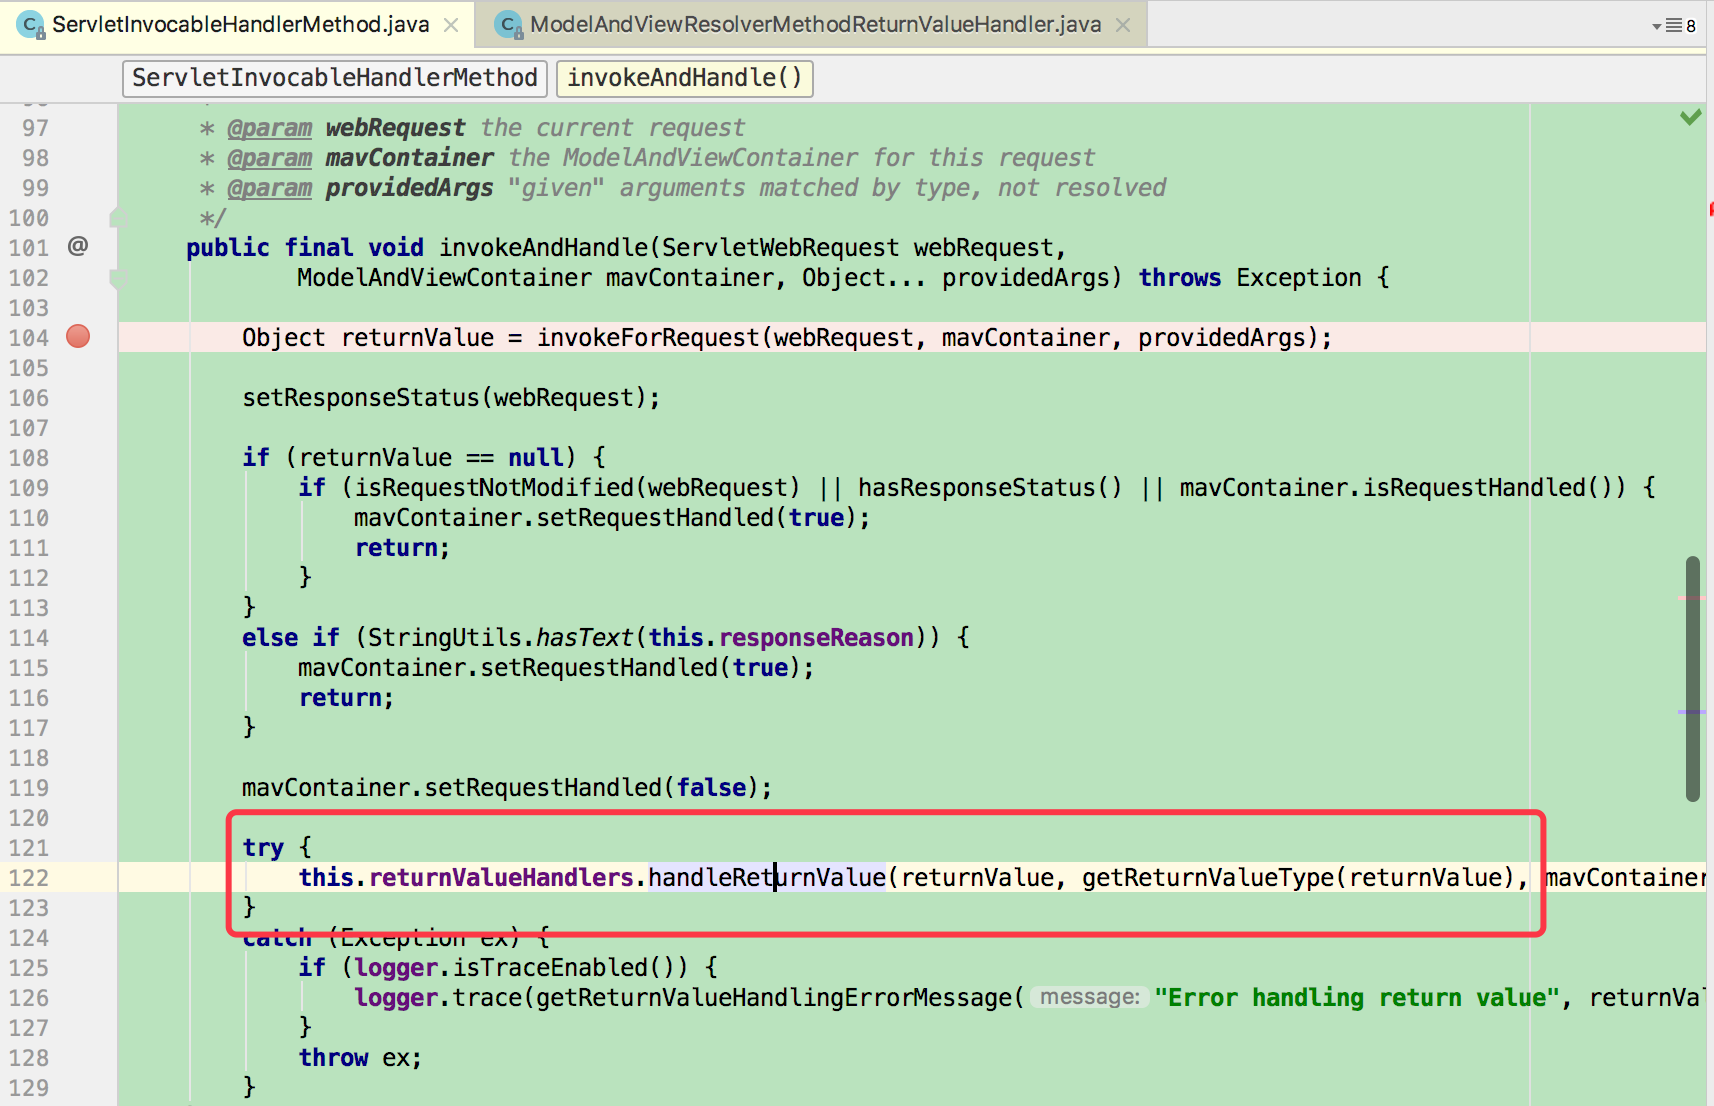 ServletInvocableHandlerMethod.java ModelAndViewResolverMethodReturnValueHandler.java 8
ServletInvocableHandlerMethod invokeAndHandle()
97 * @param webRequest the current request
98 * @param mavContainer the ModelAndViewContainer for this request
99 * @param providedArgs "given" arguments matched by type, not resolved
100 */
101 @ public final void invokeAndHandle(ServletWebRequest webRequest,
102 ModelAndViewContainer mavContainer, Object... providedArgs) throws Exception {
103
104 Object returnValue = invokeForRequest(webRequest, mavContainer, providedArgs);
105
106 setResponseStatus(webRequest);
107
108 if (returnValue == null) {
109 if (isRequestNotModified(webRequest) || hasResponseStatus() || mavContainer.isRequestHandled()) {
110 mavContainer.setRequestHandled(true);
111 return;
112 }
113 }
114 else if (StringUtils.hasText(this.responseReason)) {
115 mavContainer.setRequestHandled(true);
116 return;
117 }
118
119 mavContainer.setRequestHandled(false);
120
121 try {
122 this.returnValueHandlers.handleReturnValue(returnValue, getReturnValueType(returnValue), mavContainer
123 }
124 catch (Exception ex) {
125 if (logger.isTraceEnabled()) {
126 logger.trace(getReturnValueHandlingErrorMessage( message: "Error handling return value", returnVal
127 }
128 throw ex;
129 }